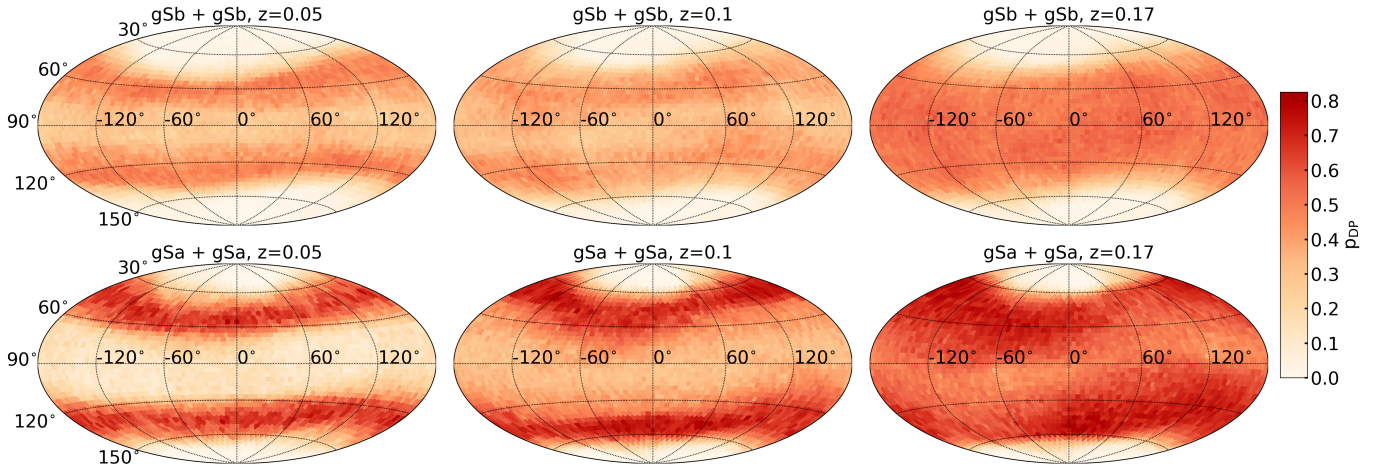 gSb + gSb, z=0.05
gSb + gSb, z=0.1
gSb + gSb, z=0.17
30°
60°
90°
120°
150°
-120° -60° 0° 60° 120°
-120° -60° 0° 60° 120°
-120° -60° 0° 60° 120°
gSa + gSa, z=0.05
gSa + gSa, z=0.1
gSa + gSa, z=0.17
30°
60°
90°
120°
150°
-120° -60° 0° 60° 120°
-120° -60° 0° 60° 120°
-120° -60° 0° 60° 120°
0.8
0.7
0.6
0.5
0.4
0.3
0.2
0.1
0.0
pDP